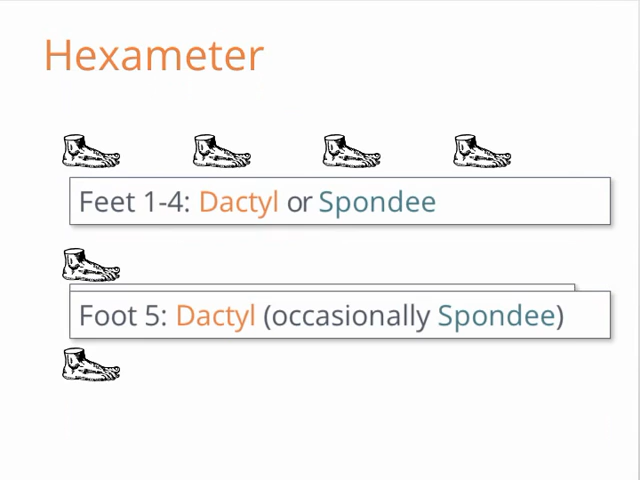 Hexameter
Feet 1-4: Dactyl or Spondee
Foot 5: Dactyl (occasionally Spondee)